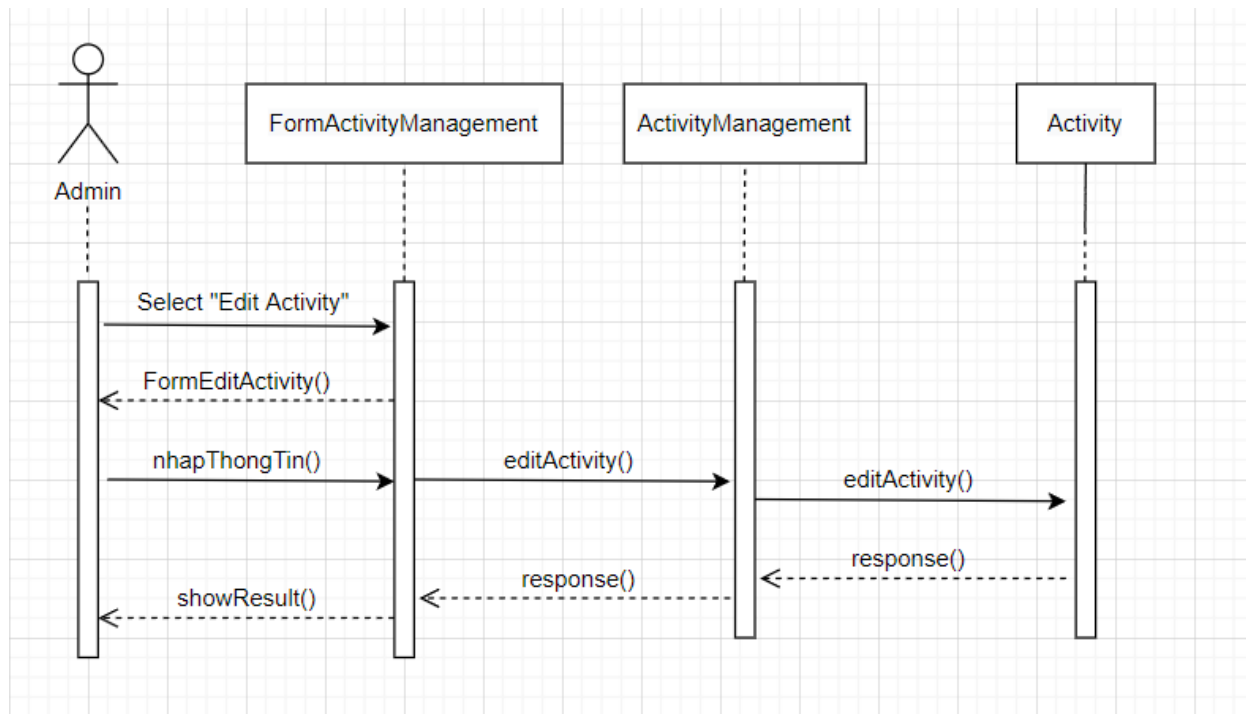 FormActivityManagement
ActivityManagement
Activity
Admin
Select "Edit Activity"
FormEditActivity()
nhapThongTin()
editActivity()
editActivity()
response()
response()
showResult()